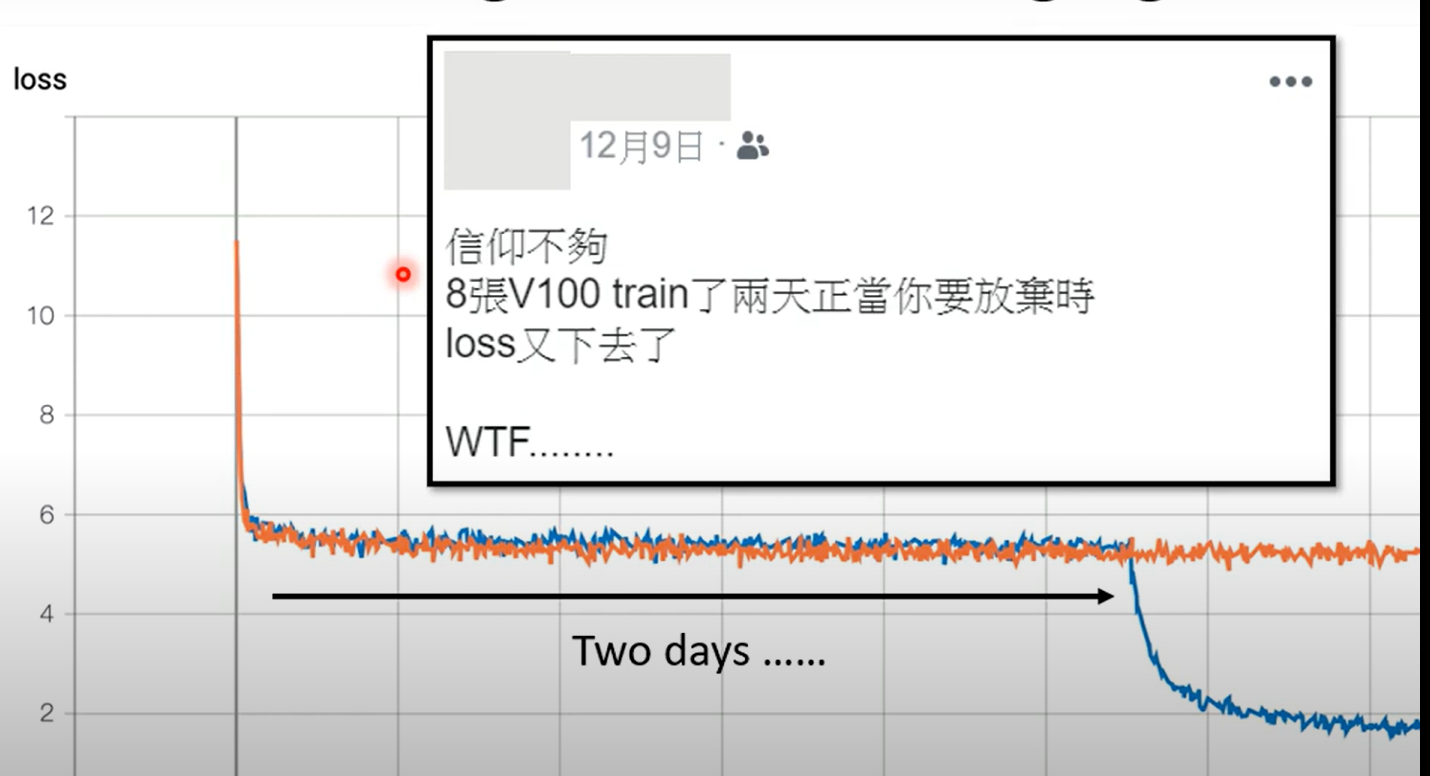 loss
12月9日 ·
信仰不夠
8張V100 train了兩天正當你要放棄時
loss又下去了
WTF........
12
10
8
6
4
2
Two days ……